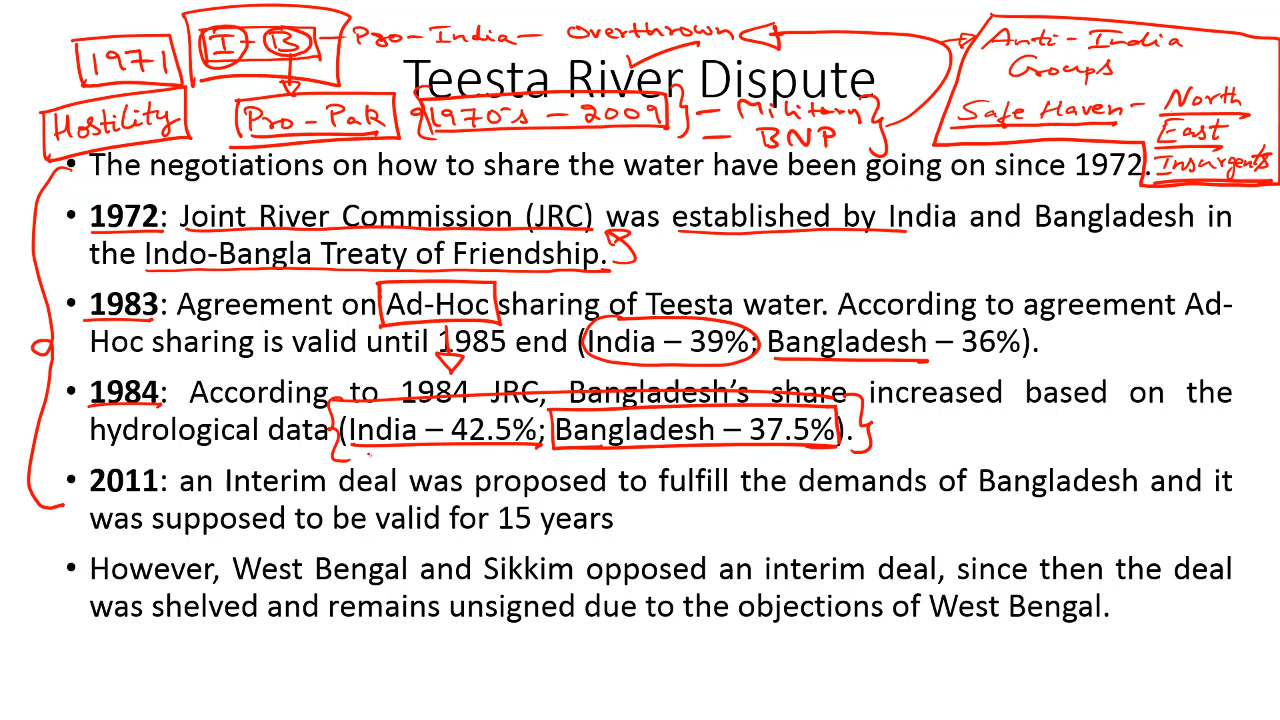 1971
I - B - Pro-India - Overthrown
Anti-India
Groups
Teesta River Dispute
Hostility
Pro-Pak
1970's - 2009
- Military
- BNP
Safe Haven - North
East
Insurgents
• The negotiations on how to share the water have been going on since 1972.
• 1972: Joint River Commission (JRC) was established by India and Bangladesh in
the Indo-Bangla Treaty of Friendship.
• 1983: Agreement on Ad-Hoc sharing of Teesta water. According to agreement Ad-
Hoc sharing is valid until 1985 end (India – 39%; Bangladesh – 36%).
• 1984: According to 1984 JRC, Bangladesh's share increased based on the
hydrological data (India – 42.5%; Bangladesh – 37.5%).
• 2011: an Interim deal was proposed to fulfill the demands of Bangladesh and it
was supposed to be valid for 15 years
• However, West Bengal and Sikkim opposed an interim deal, since then the deal
was shelved and remains unsigned due to the objections of West Bengal.